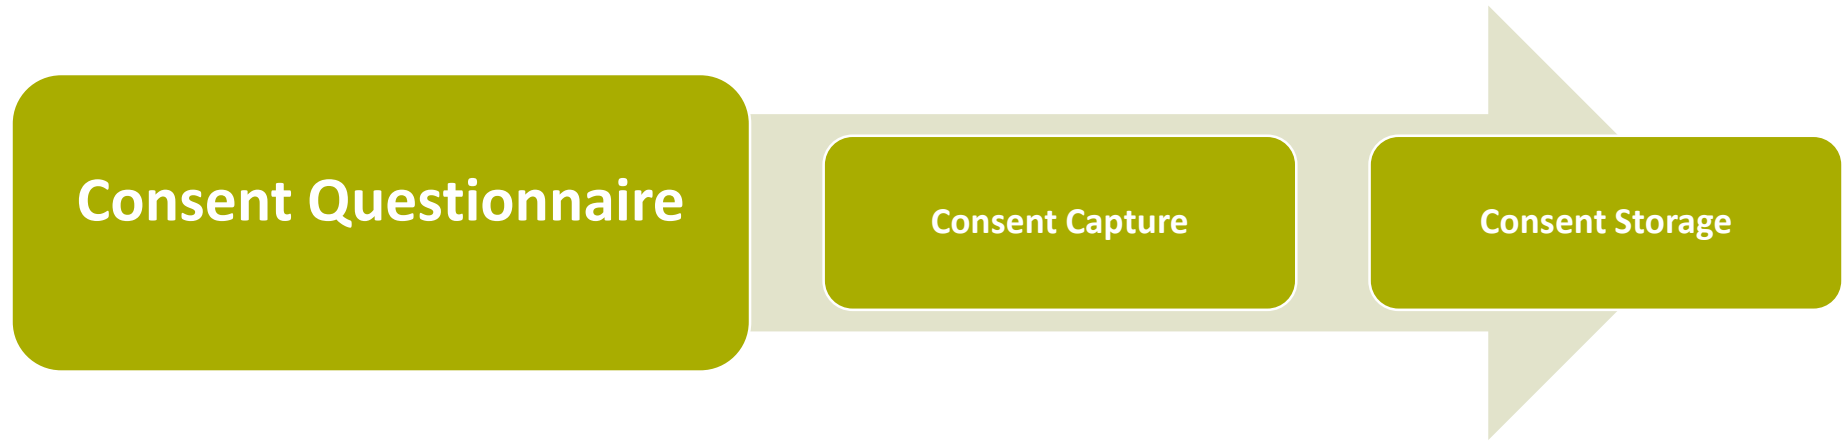 Consent Questionnaire
Consent Capture
Consent Storage